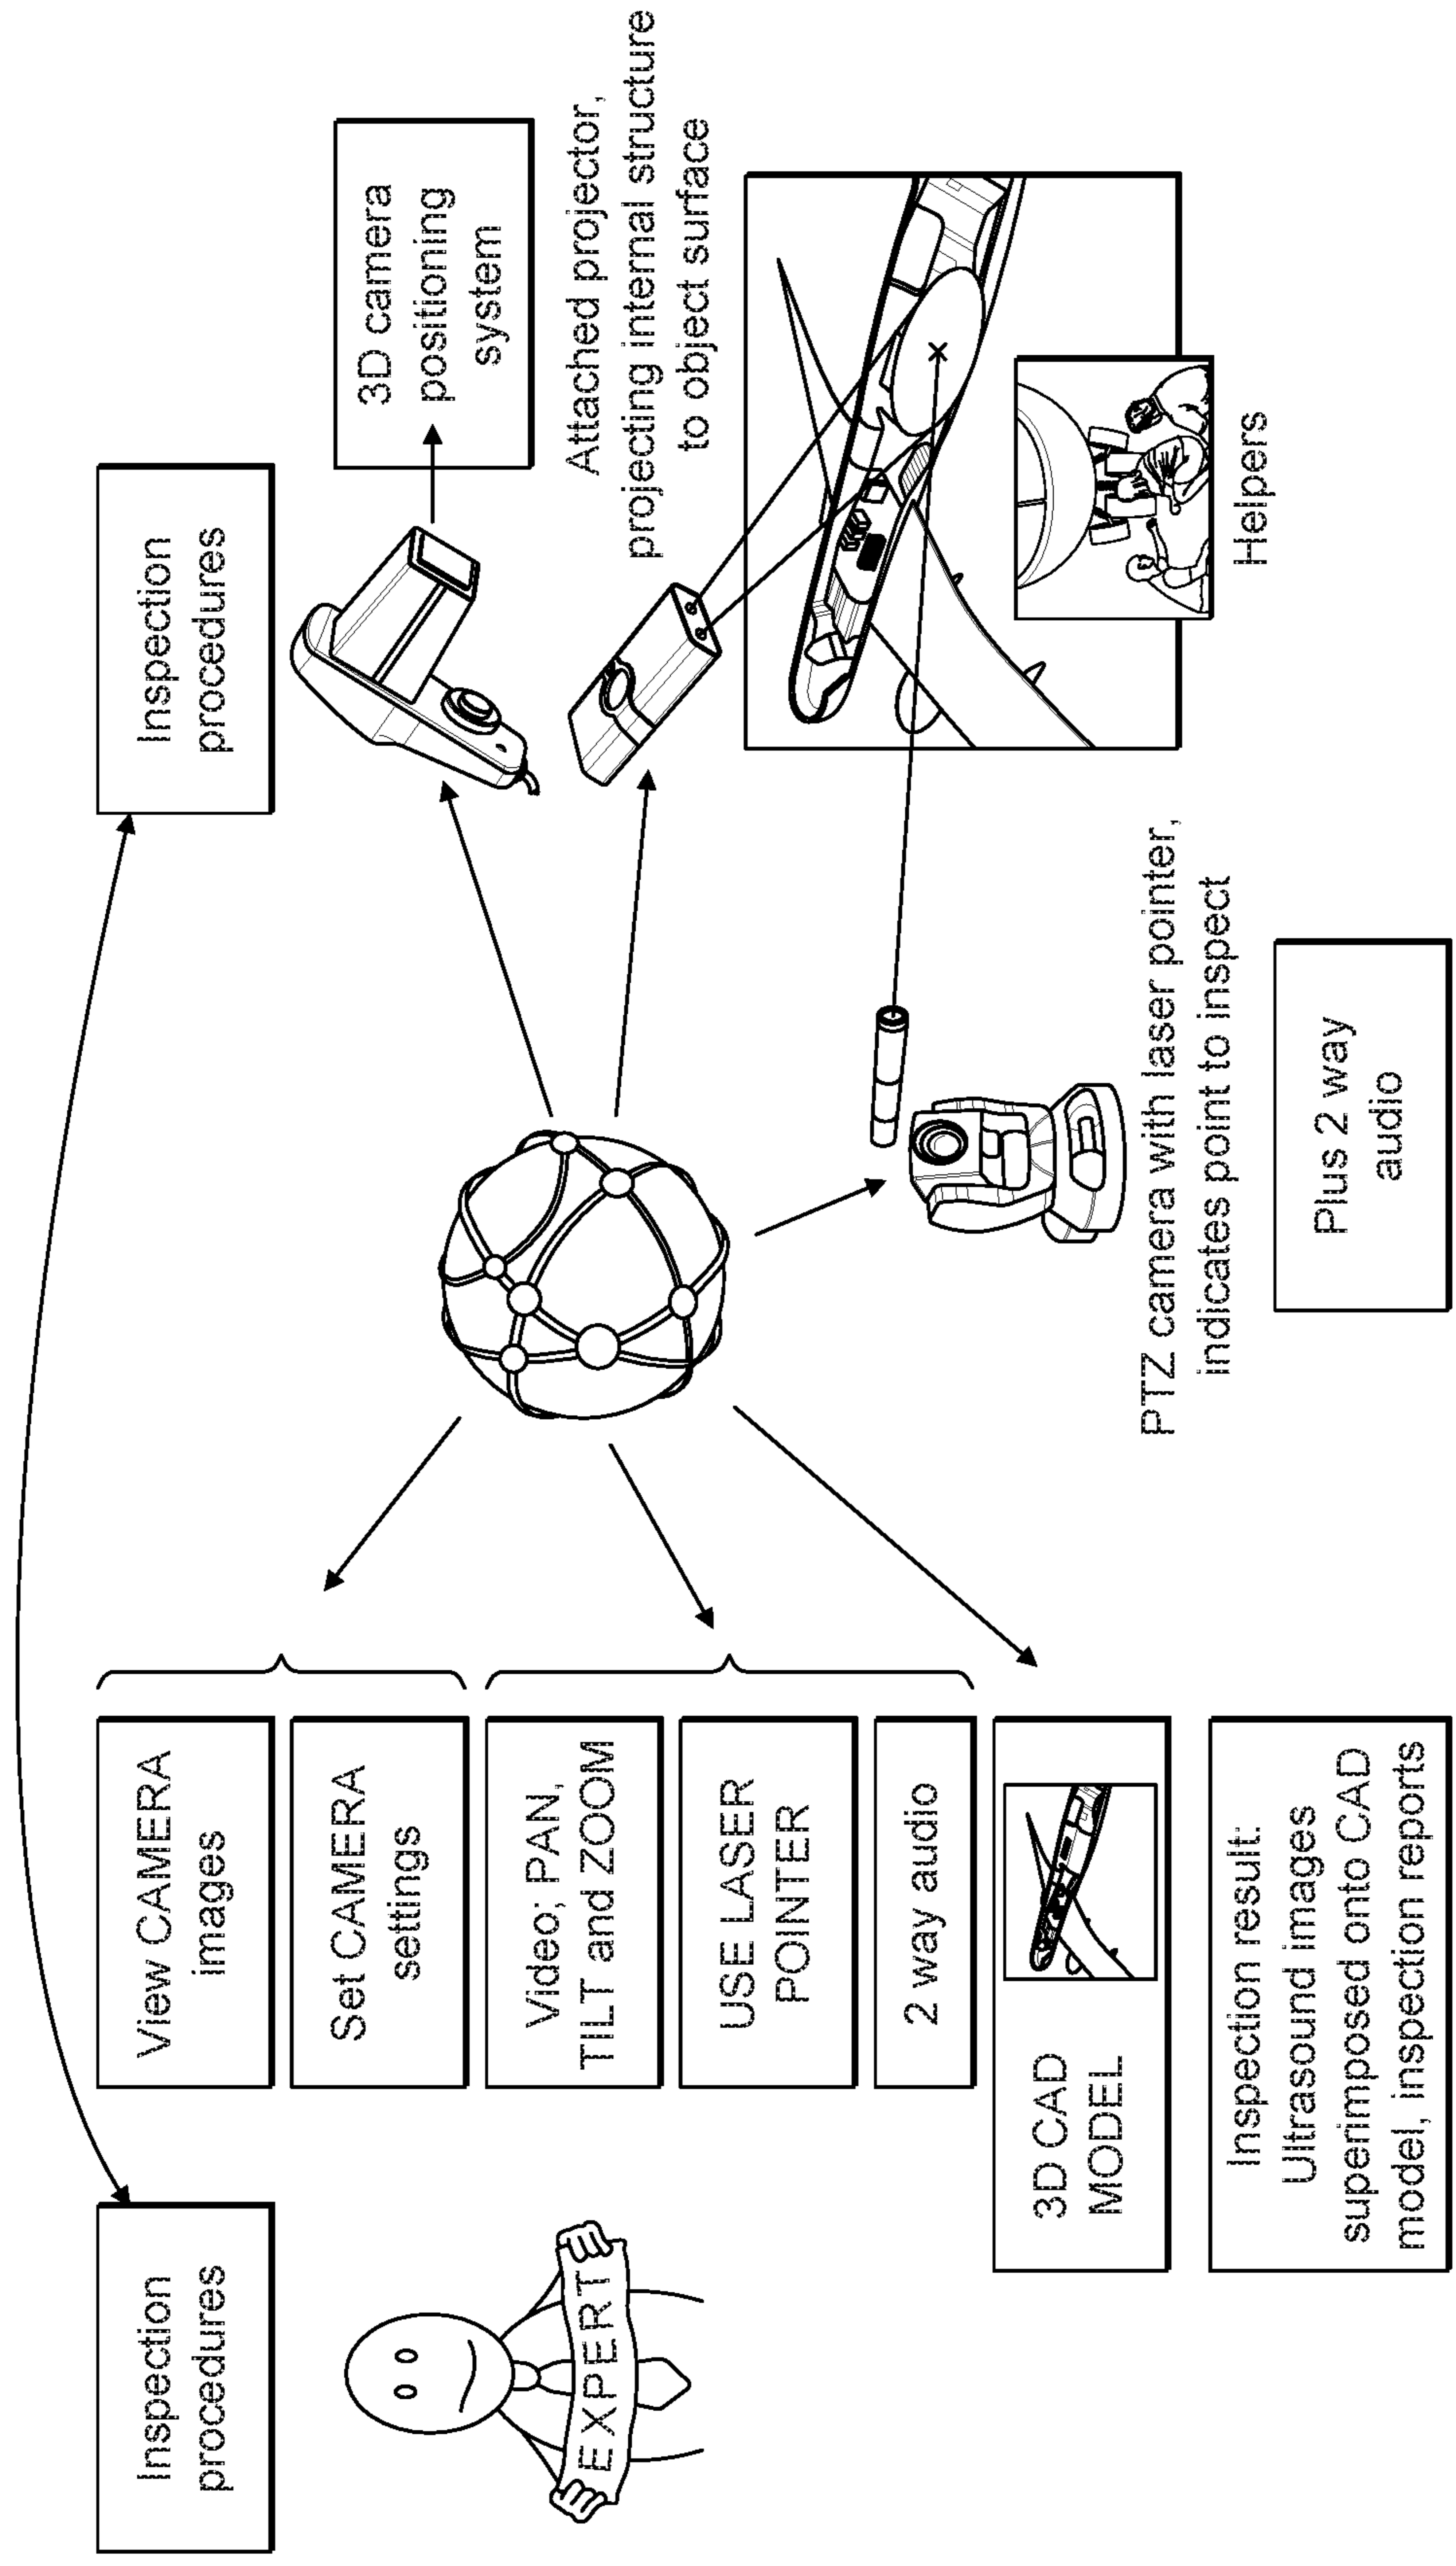 Inspection
procedures
EXPERT
View CAMERA
images
Set CAMERA
settings
Video; PAN,
TILT and ZOOM
USE LASER
POINTER
2 way audio
3D CAD
MODEL
Inspection result:
Ultrasound images
superimposed onto CAD
model, inspection reports
Inspection
procedures
3D camera
positioning
system
Attached projector,
projecting internal structure
to object surface
Helpers
PTZ camera with laser pointer,
indicates point to inspect
Plus 2 way
audio